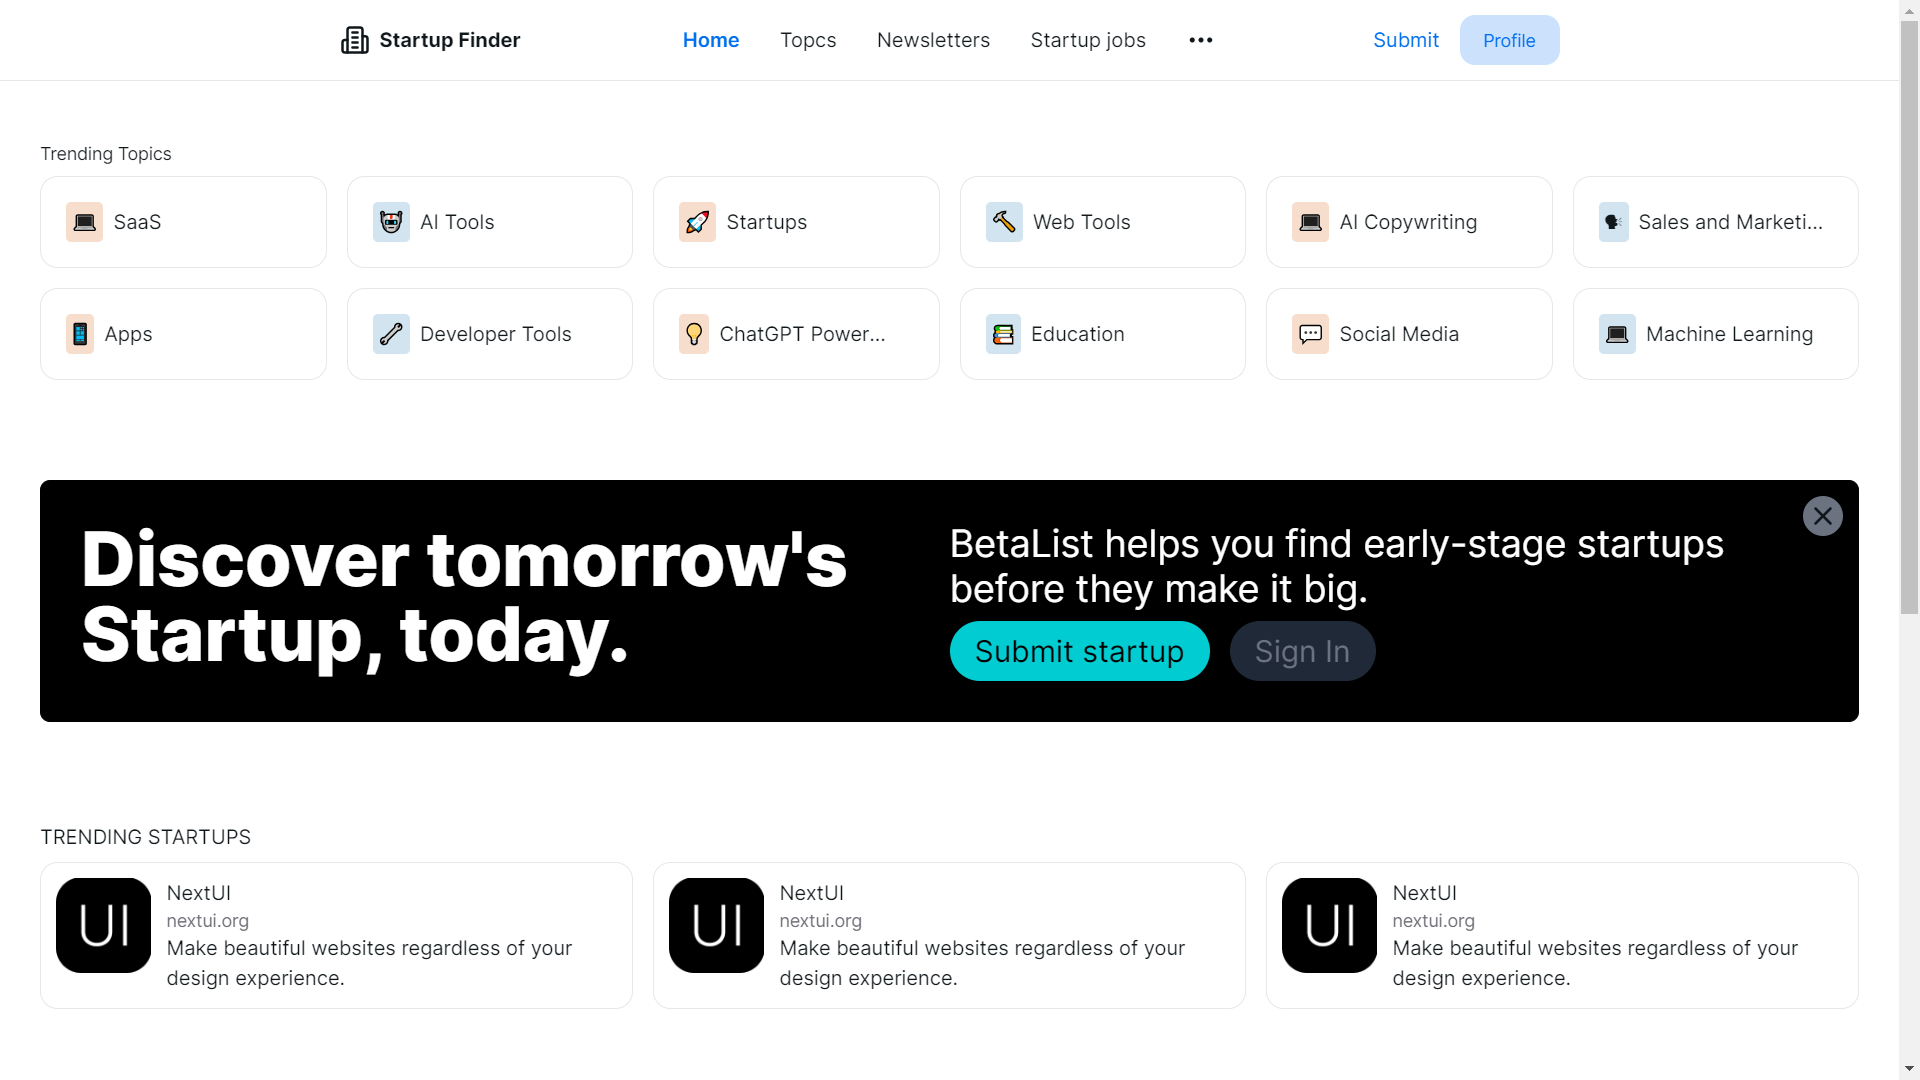 Startup Finder
Home
Topcs
Newsletters
Startup jobs
Submit
Profile
Trending Topics
SaaS
AI Tools
Startups
Web Tools
AI Copywriting
Sales and Marketi...
Apps
Developer Tools
ChatGPT Power...
Education
Social Media
Machine Learning
Discover tomorrow's
Startup, today.
BetaList helps you find early-stage startups
before they make it big.
Submit startup
Sign In
TRENDING STARTUPS
UI
NextUI
nextui.org
Make beautiful websites regardless of your
design experience.
UI
NextUI
nextui.org
Make beautiful websites regardless of your
design experience.
UI
NextUI
nextui.org
Make beautiful websites regardless of your
design experience.